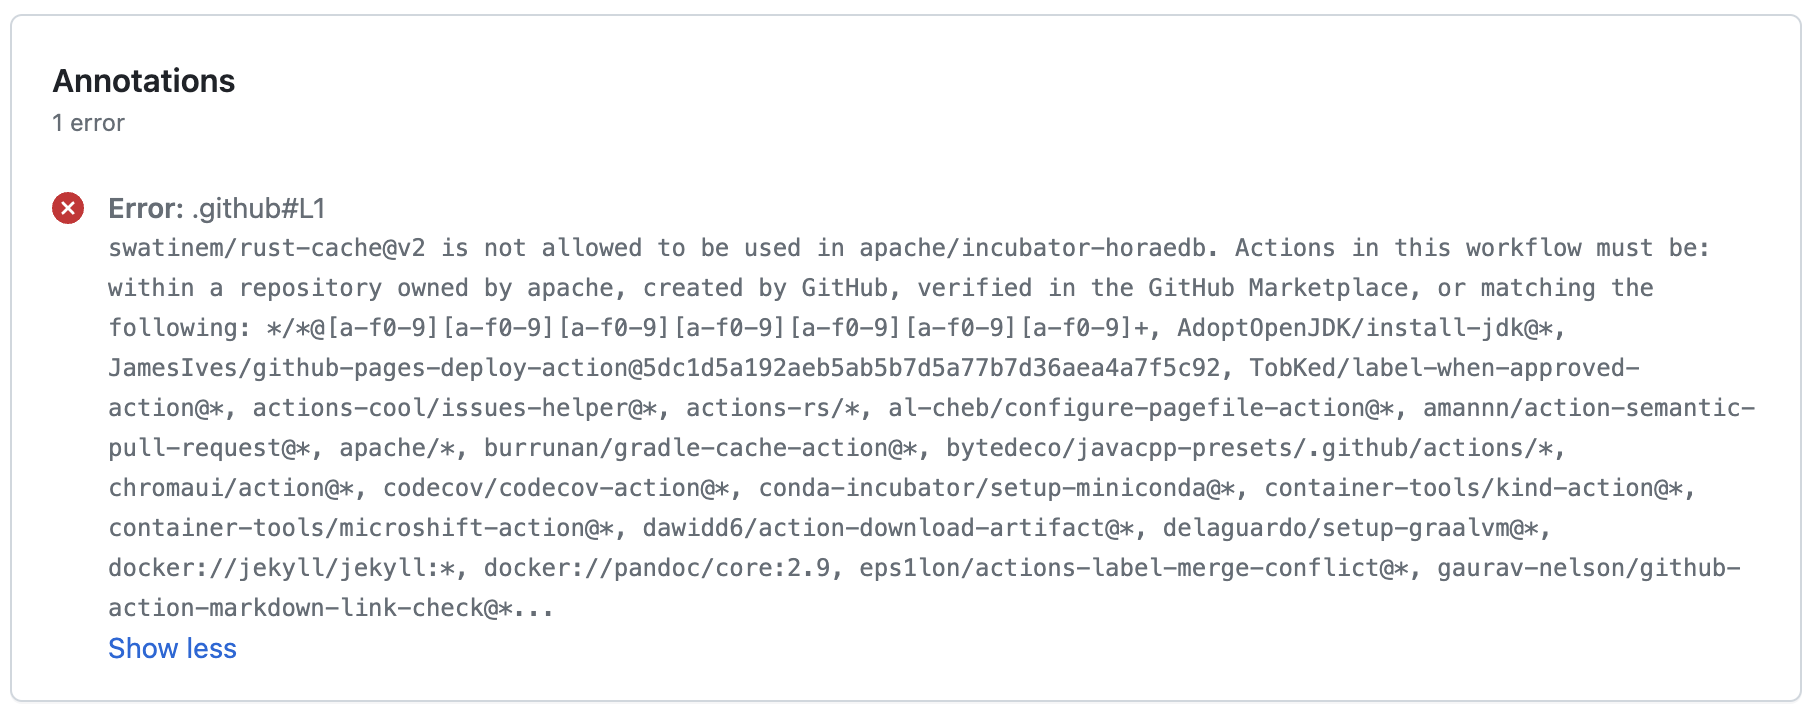 Annotations
1 error
Error: .github#L1
swatinem/rust-cache@v2 is not allowed to be used in apache/incubator-horaedb. Actions in this workflow must be:
within a repository owned by apache, created by GitHub, verified in the GitHub Marketplace, or matching the
following: */*@[a-f0-9][a-f0-9][a-f0-9][a-f0-9][a-f0-9][a-f0-9][a-f0-9]+, AdoptOpenJDK/install-jdk@*,
JamesIves/github-pages-deploy-action@5dc1d5a192aeb5ab5b7d5a77b7d36aea4a7f5c92, TobKed/label-when-approved-
action@*, actions-cool/issues-helper@*, actions-rs/*, al-cheb/configure-pagefile-action@*, amannn/action-semantic-
pull-request@*, apache/*, burrunan/gradle-cache-action@*, bytedeco/javacpp-presets/.github/actions/*,
chromaui/action@*, codecov/codecov-action@*, conda-incubator/setup-miniconda@*, container-tools/kind-action@*,
container-tools/microshift-action@*, dawidd6/action-download-artifact@*, delaguardo/setup-graalvm@*,
docker://jekyll/jekyll:*, docker://pandoc/core:2.9, eps1lon/actions-label-merge-conflict@*, gaurav-nelson/github-
action-markdown-link-check@*...
Show less